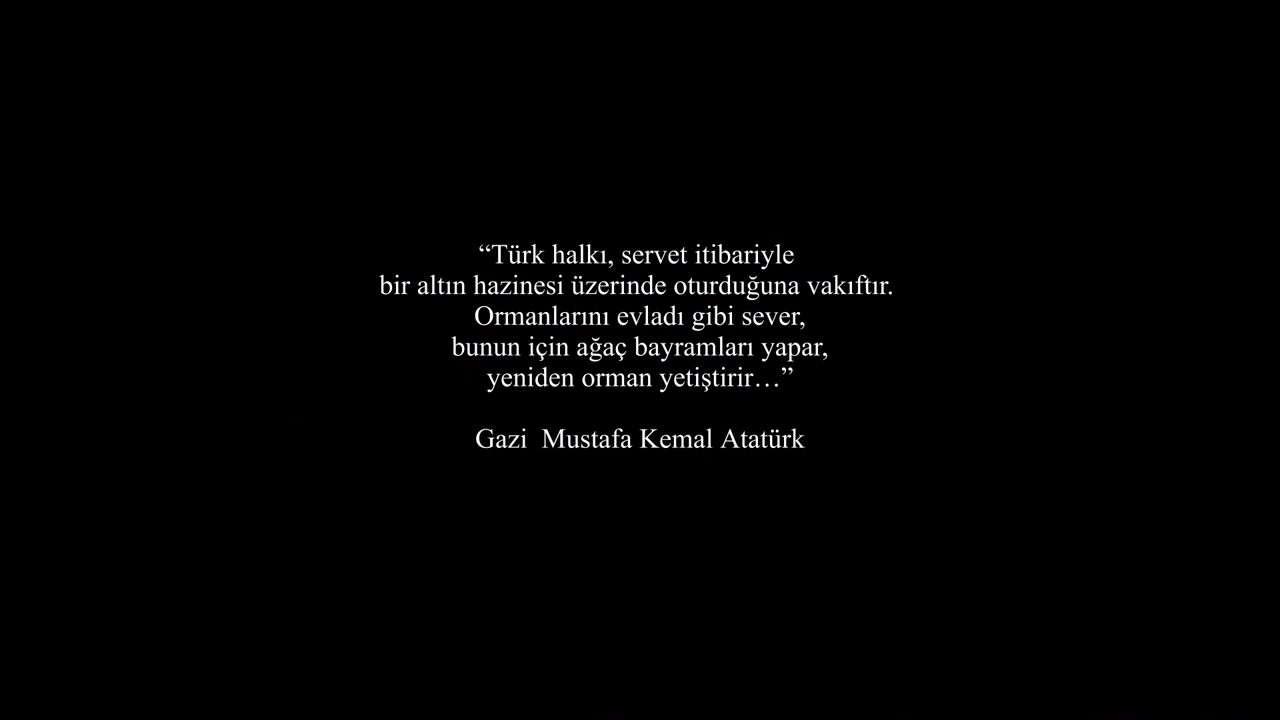 “Türk halkı, servet itibariyle
bir altın hazinesi üzerinde oturduğuna vakıftır.
Ormanlarını evladı gibi sever,
bunun için ağaç bayramları yapar,
yeniden orman yetiştirir…”
Gazi  Mustafa Kemal Atatürk